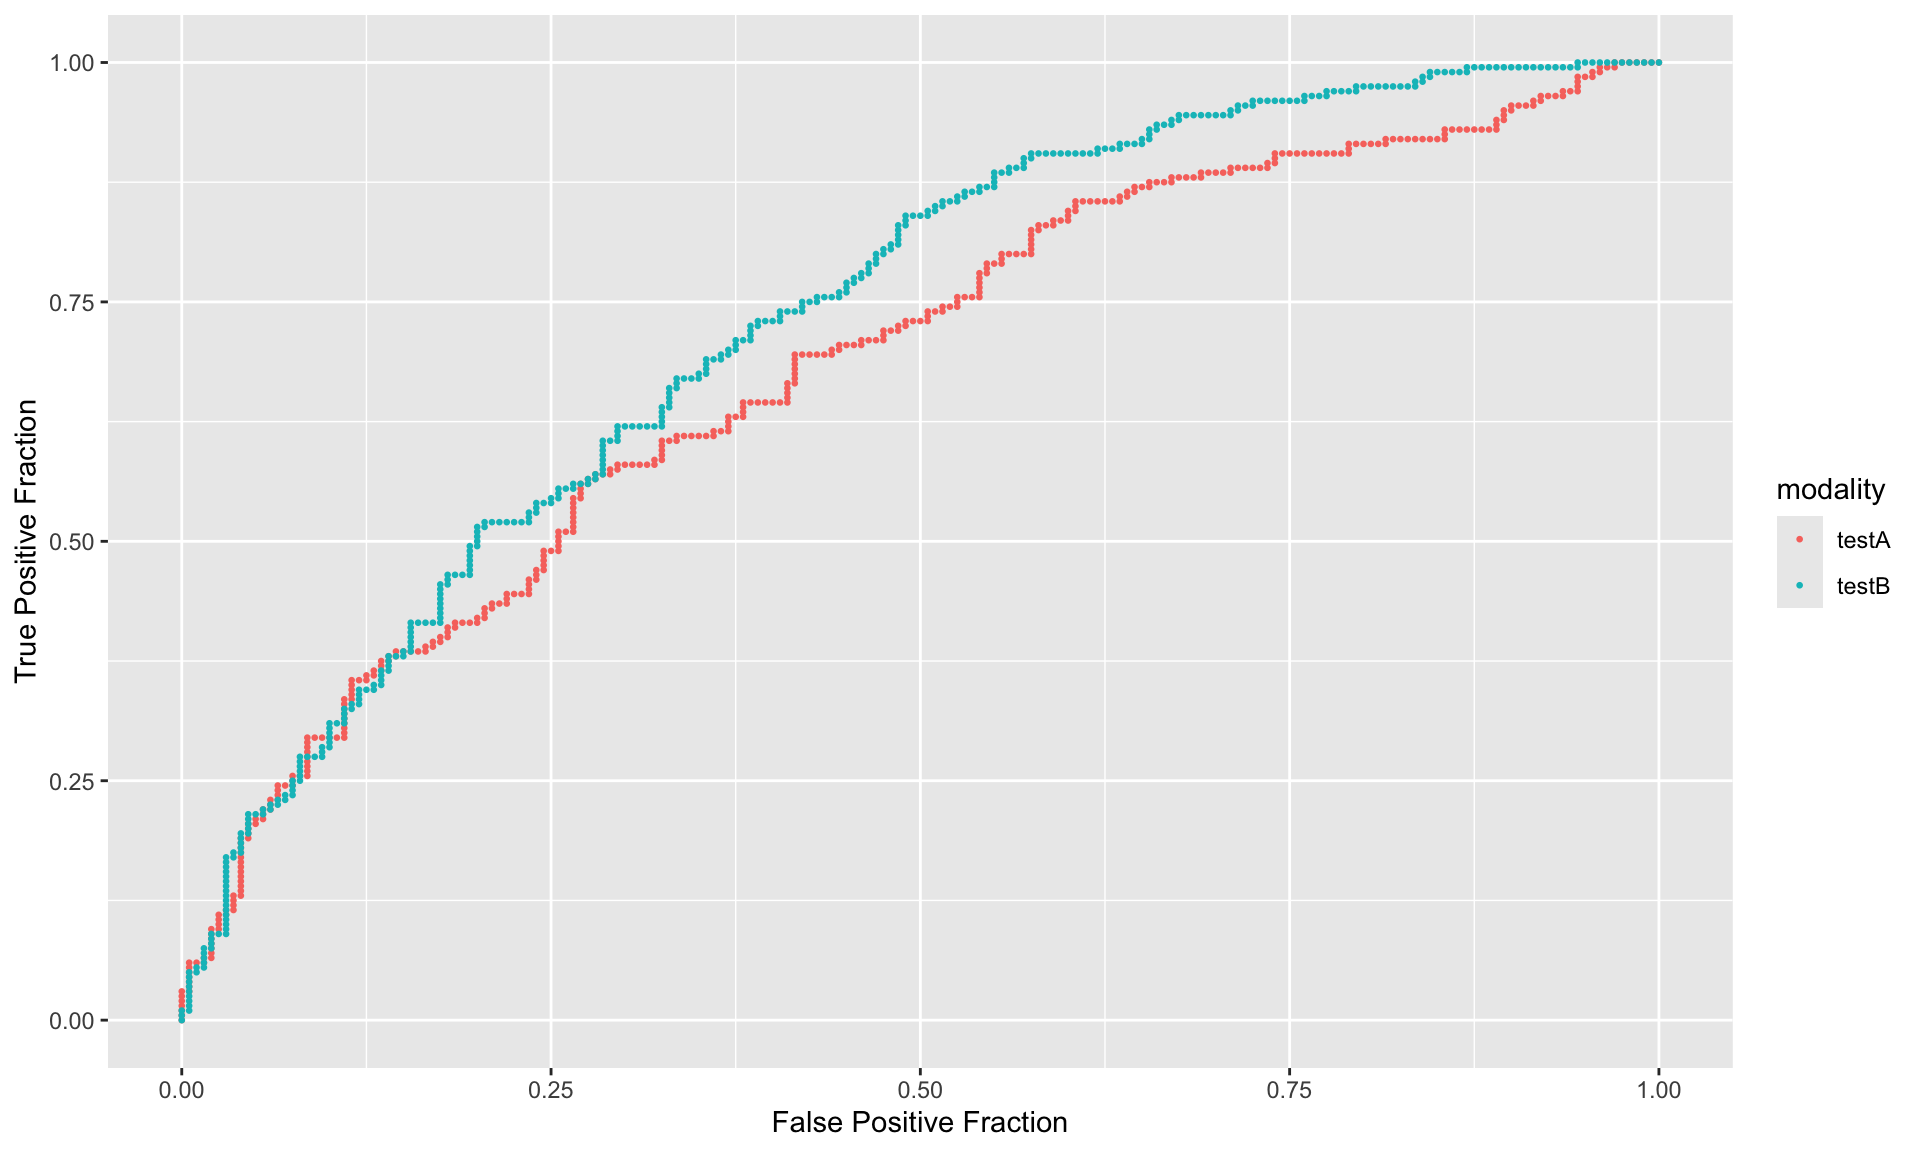 1.00
0.75
0.50
0.25
0.00
True Positive Fraction
0.00 0.25 0.50 0.75 1.00
False Positive Fraction
modality
testA
testB